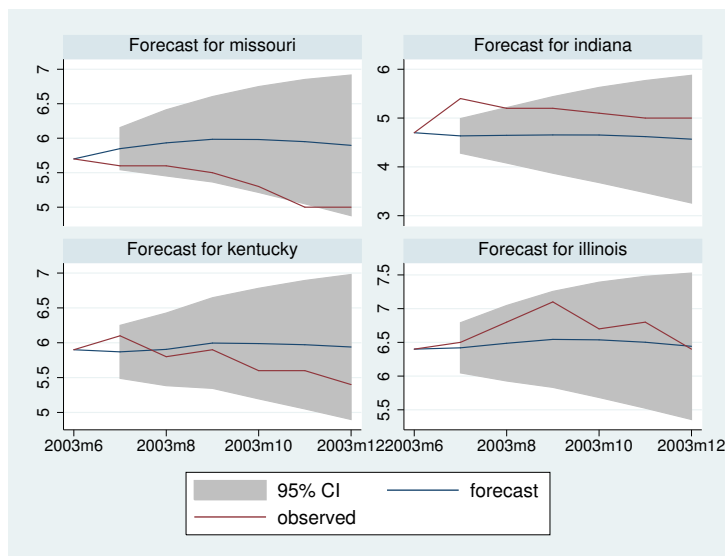 Forecast for missouri
Forecast for indiana
7
6.5
6
5.5
5
6
5
4
3
Forecast for kentucky
Forecast for illinois
7
6.5
6
5.5
5
7.5
7
6.5
6
5.5
2003m6 2003m8 2003m10 2003m12
2003m6 2003m8 2003m10 2003m12
95% CI forecast
observed